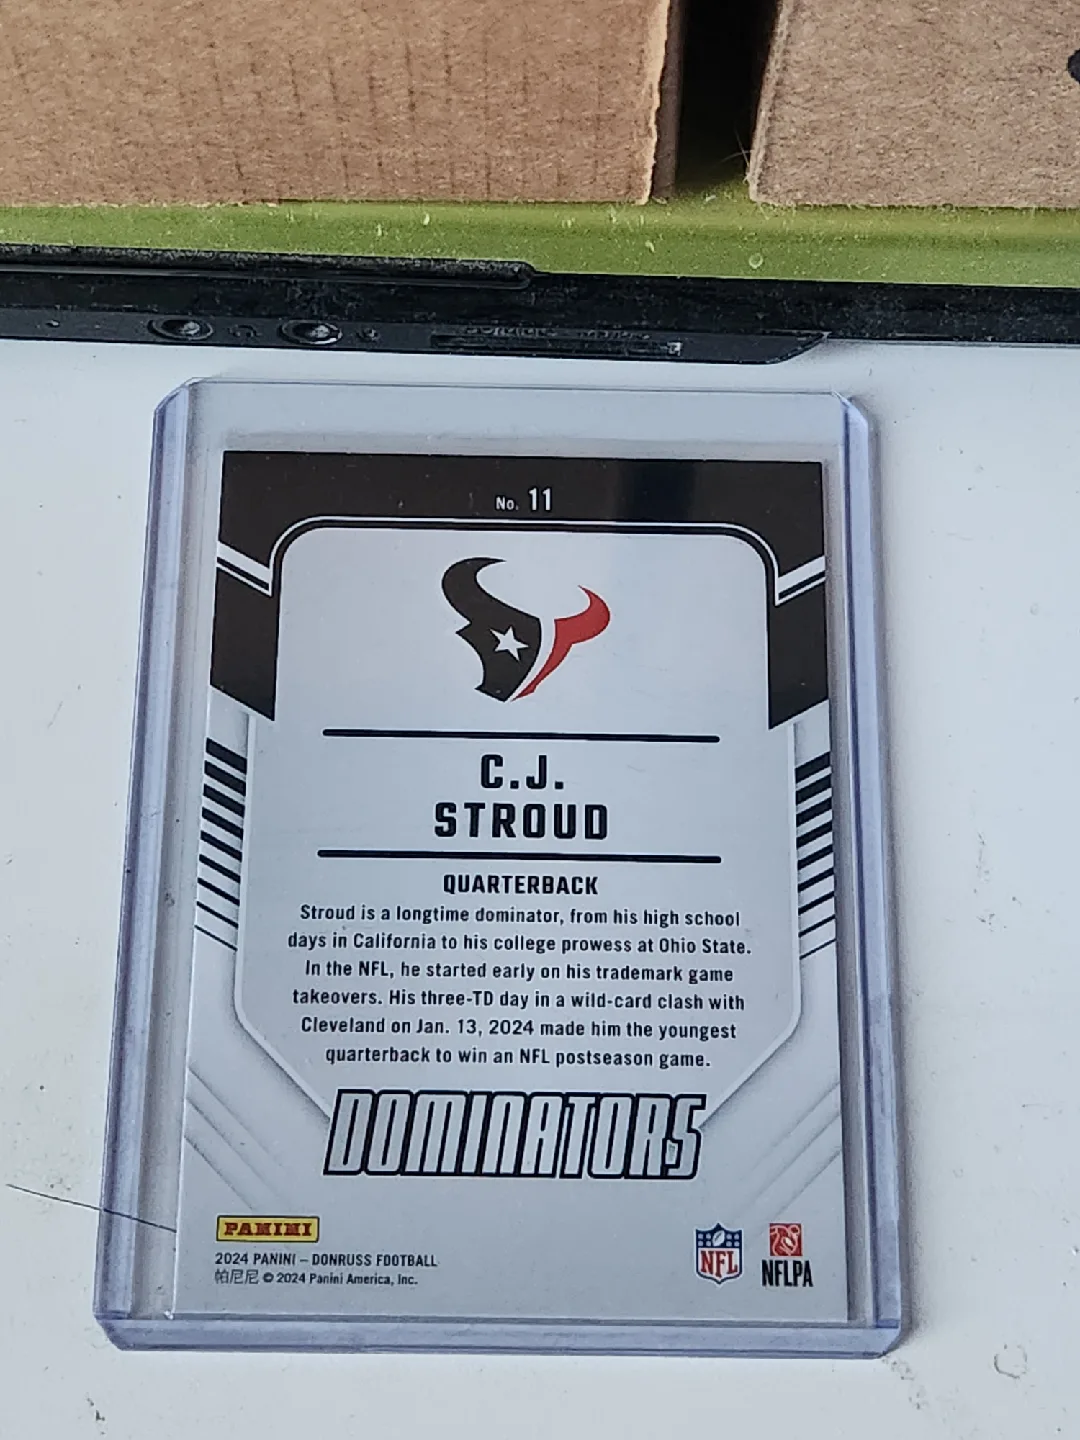 No. 11
C.J.
STROUD
QUARTERBACK
Stroud is a longtime dominator, from his high school
days in California to his college prowess at Ohio State.
In the NFL, he started early on his trademark game
takeovers. His three-TD day in a wild-card clash with
Cleveland on Jan. 13, 2024 made him the youngest
quarterback to win an NFL postseason game.
DOMINATORS
PANINI
2024 PANINI – DONRUSS FOOTBALL
帕尼尼 © 2024 Panini America, Inc.
NFL
NFLPA